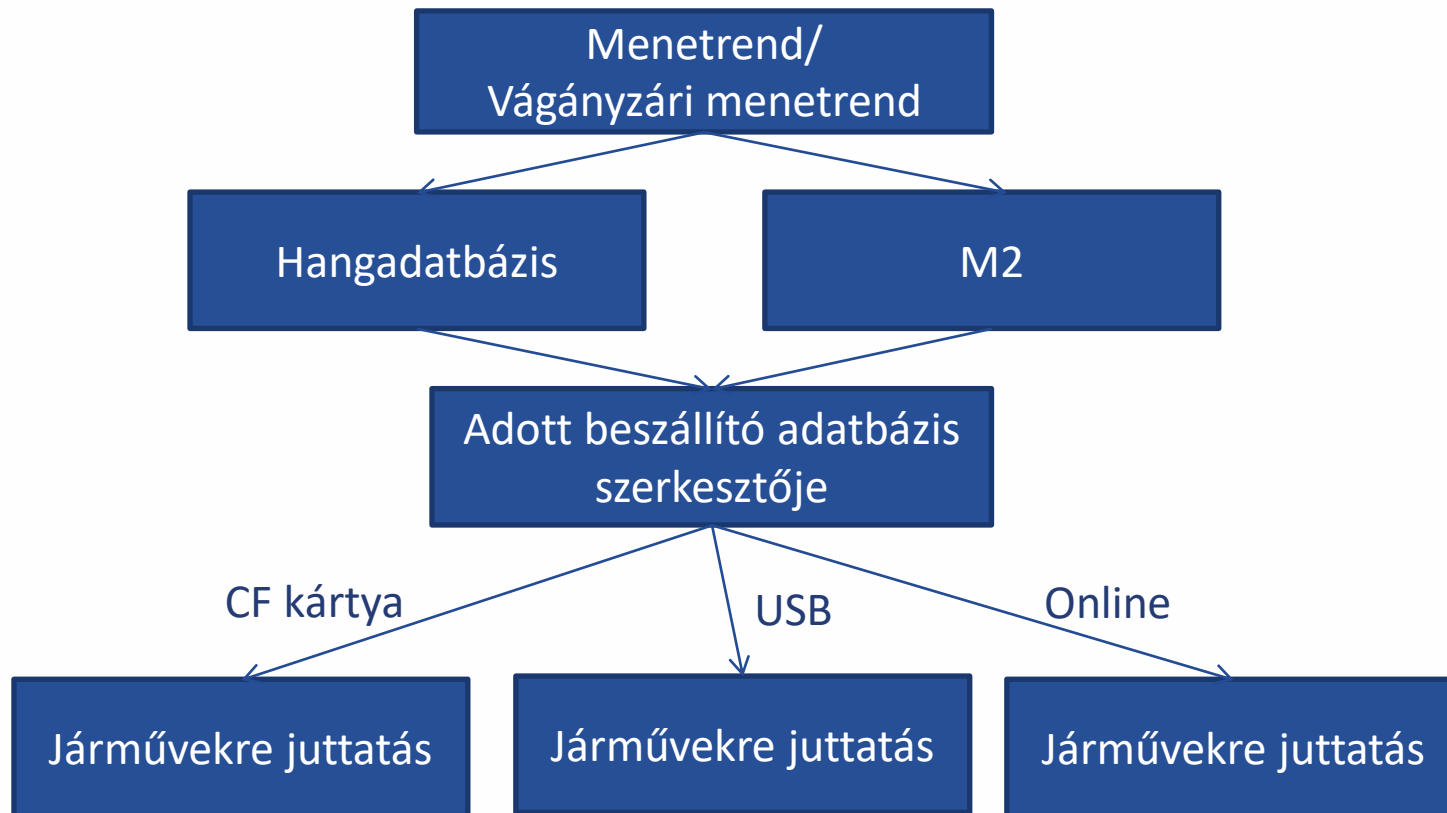 Menetrend/
Vágányzári menetrend
Hangadatbázis
M2
Adott beszállító adatbázis
szerkesztője
CF kártya
USB
Online
Járművekre juttatás
Járművekre juttatás
Járművekre juttatás